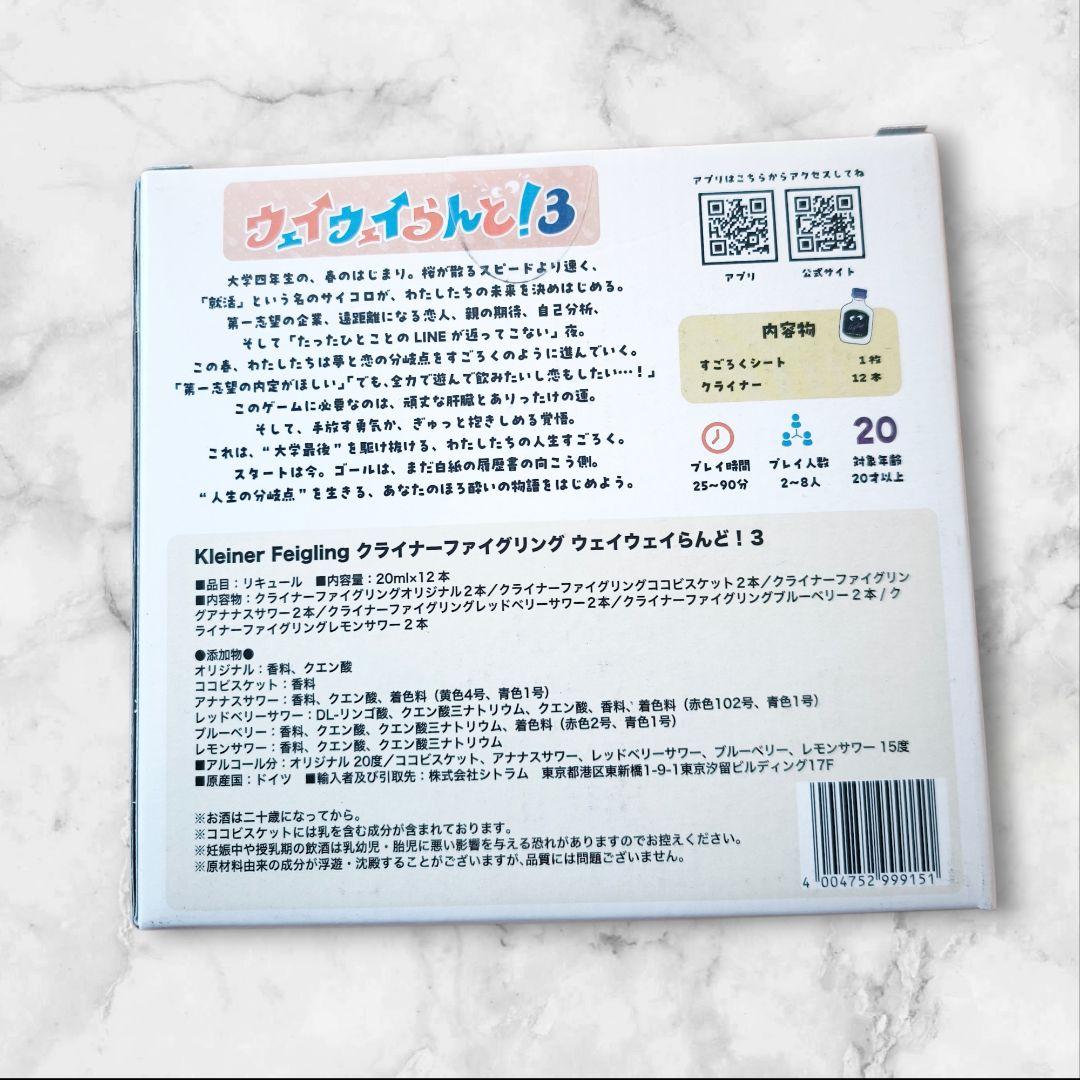 ウェイウェイらんど!3
大学四年生の、春のはじまり。桜が散るスピードより速く、
「就活」という名のサイコロが、わたしたちの未来を決めはじめる。
第一志望の企業、遠距離になる恋人、親の期待、自己分析、
そして「たったひとことのLINEが返ってこない」夜。
この春、わたしたちは夢と恋の分岐点をすごろくのように進んでいく。
「第一志望の内定がほしい」「でも、全力で遊んで飲みたいし恋もしたい…!」
このゲームに必要なのは、頑丈な肝臓とありったけの運。
そして、手放す勇気か、ぎゅっと抱きしめる覚悟。
これは、“大学最後”を駆け抜ける、わたしたちの人生すごろく。
スタートは今。ゴールは、まだ白紙の履歴書の向こう側。
“人生の分岐点”を生きる、あなたのほろ酔いの物語をはじめよう。
アプリはこちらからアクセスしてね
アプリ 公式サイト
内容物
すごろくシート 1枚
クライナー 12本
20
プレイ時間 プレイ人数 対象年齢
25~90分 2~8人 20才以上
Kleiner Feigling クライナーファイグリング ウェイウェイらんど!3
■品目:リキュール ■内容量:20ml×12本
■内容物:クライナーファイグリングオリジナル2本/クライナーファイグリングココビスケット2本/クライナーファイグリン
グアナナスサワー2本/クライナーファイグリングレッドベリーサワー2本/クライナーファイグリングブルーベリー2本/ク
ライナーファイグリングレモンサワー2本
●添加物●
オリジナル:香料、クエン酸
ココビスケット:香料
アナナスサワー:香料、クエン酸、着色料(黄色4号、青色1号)
レッドベリーサワー:DL-リンゴ酸、クエン酸三ナトリウム、クエン酸、香料、着色料(赤色102号、青色1号)
ブルーベリー:香料、クエン酸、クエン酸三ナトリウム、着色料(赤色2号、青色1号)
レモンサワー:香料、クエン酸、クエン酸三ナトリウム
■アルコール分:オリジナル 20度/ココビスケット、アナナスサワー、レッドベリーサワー、ブルーベリー、レモンサワー 15度
■原産国:ドイツ ■輸入者及び引取先:株式会社シトラム 東京都港区東新橋1-9-1東京汐留ビルディング17F
※お酒は二十歳になってから。
※ココビスケットには乳を含む成分が含まれております。
※妊娠中や授乳期の飲酒は乳幼児・胎児に悪い影響を与える恐れがありますのでお控えください。
※原材料由来の成分が浮遊・沈殿することがございますが、品質には問題ございません。
4 004752 999151